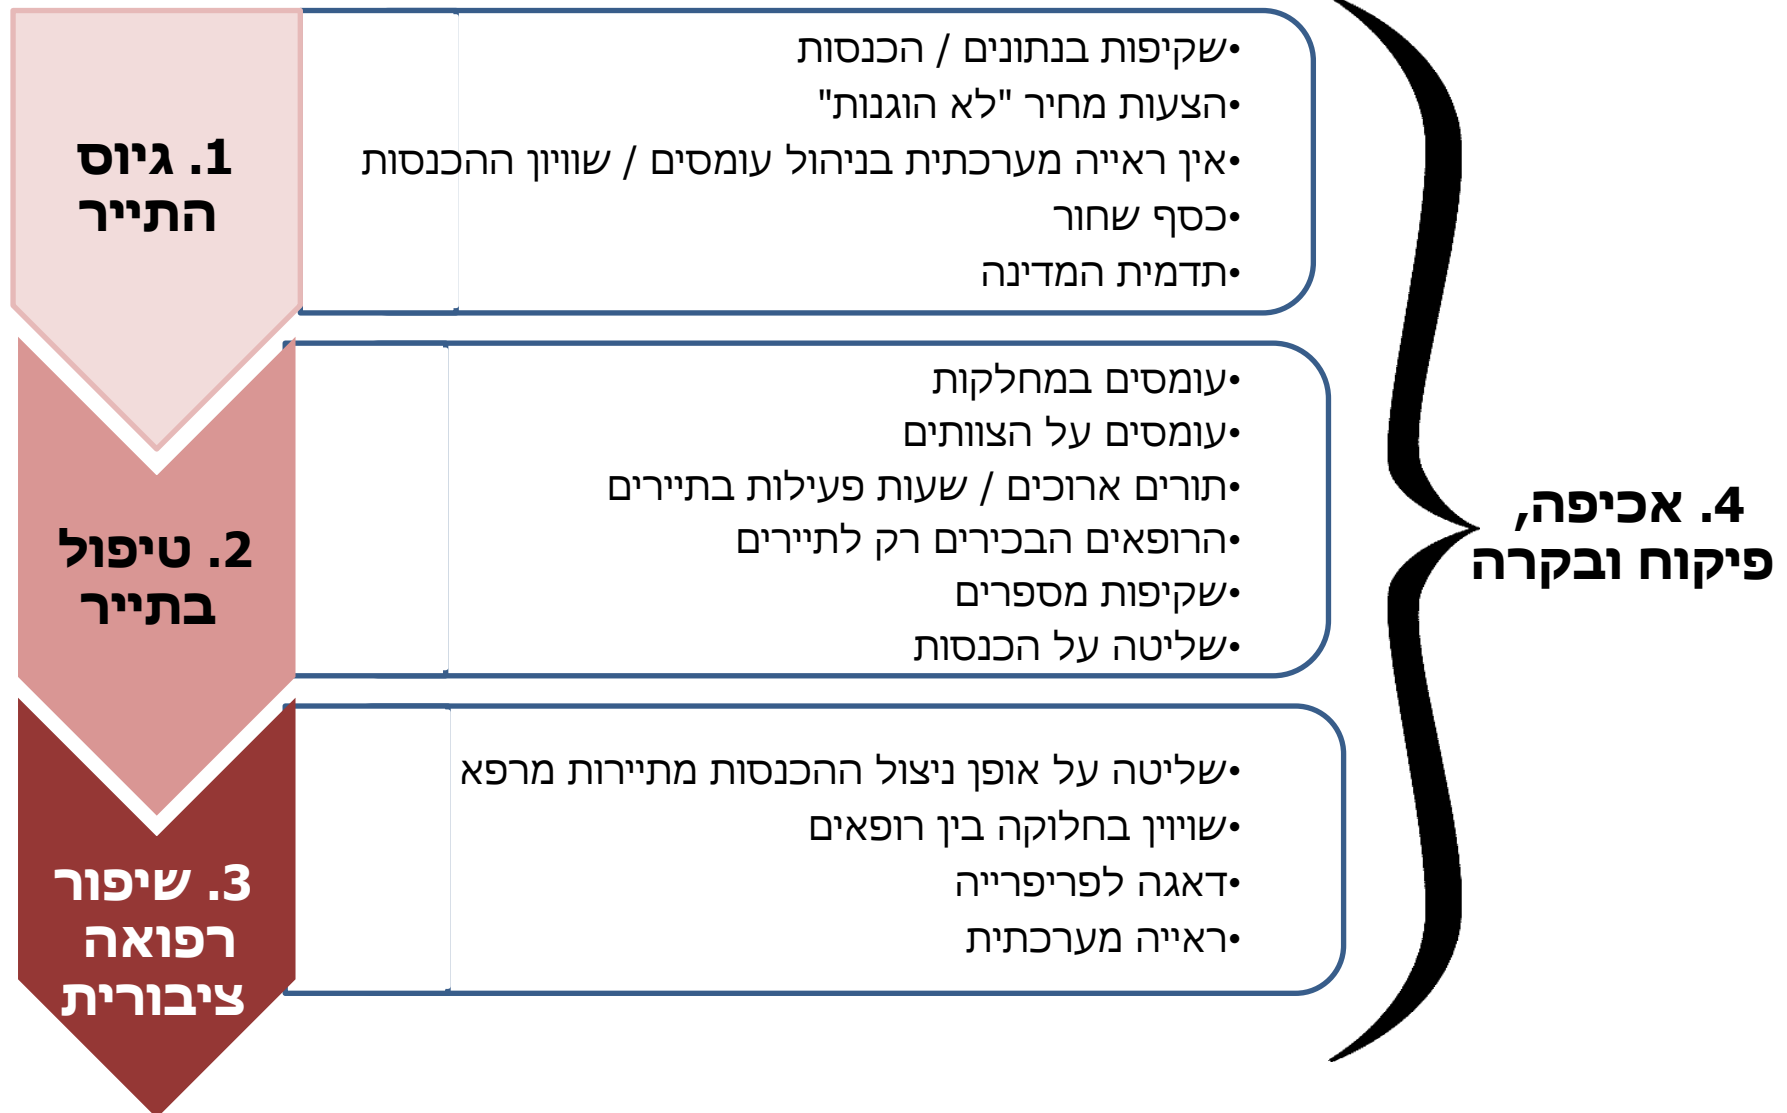 1. גיוס
התייר
•שקיפות בנתונים / הכנסות
•הצעות מחיר "לא הוגנות"
•אין ראייה מערכתית בניהול עומסים / שוויון ההכנסות
•כסף שחור
•תדמית המדינה
2. טיפול
בתייר
•עומסים במחלקות
•עומסים על הצוותים
•תורים ארוכים / שעות פעילות בתיירים
•הרופאים הבכירים רק לתיירים
•שקיפות מספרים
•שליטה על הכנסות
3. שיפור
רפואה
ציבורית
•שליטה על אופן ניצול ההכנסות מתיירות מרפא
•שויוין בחלוקה בין רופאים
•דאגה לפריפרייה
•ראייה מערכתית
4. אכיפה,
פיקוח ובקרה